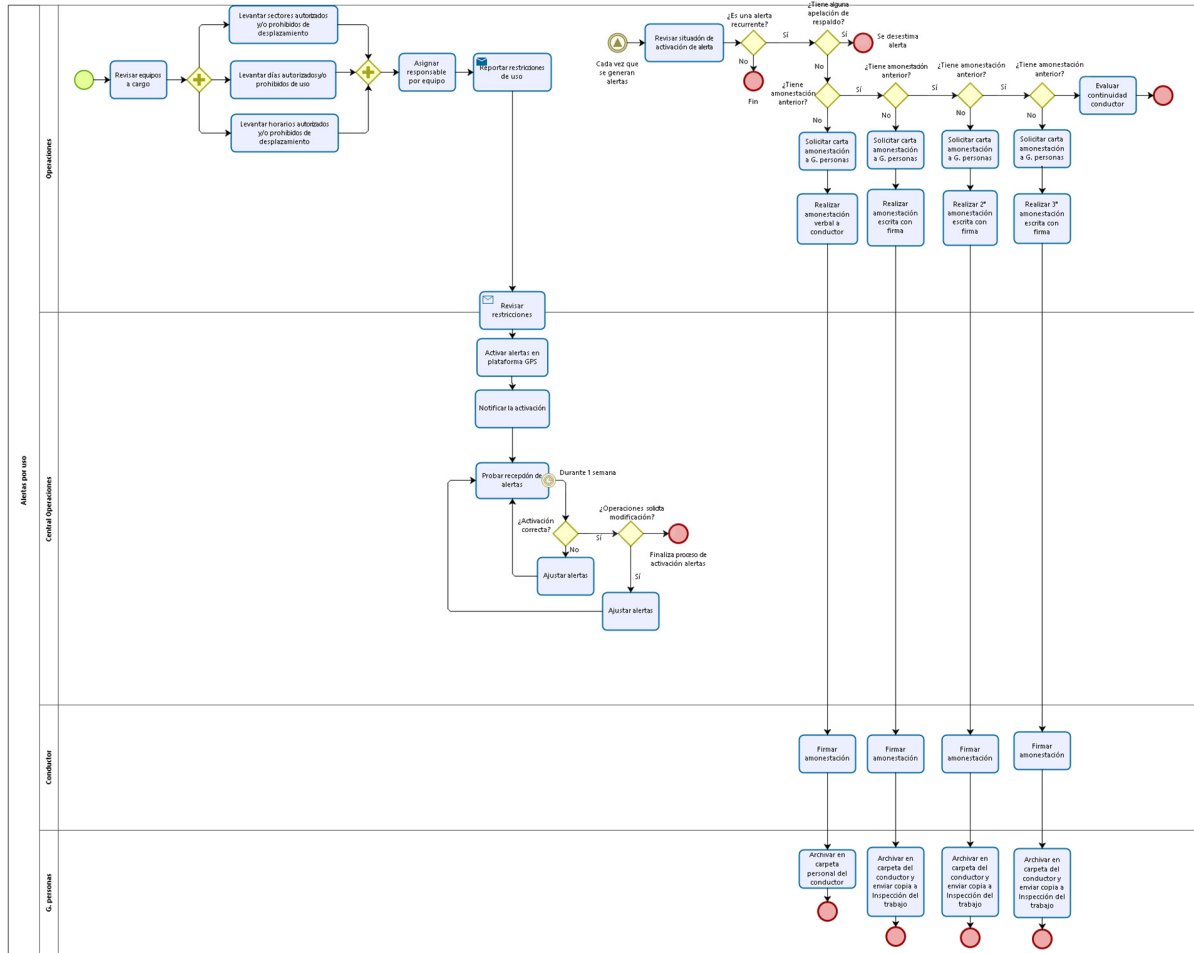 Alertas por uso
Operaciones
Central Operaciones
Conductor
G. personas
Revisar equipos
a cargo
Levantar sectores autorizados
y/o prohibidos de
desplazamiento
Levantar días autorizados y/o
prohibidos de uso
Levantar horarios autorizados
y/o prohibidos de
desplazamiento
Asignar
responsable
por equipo
Reportar restricciones
de uso
Cada vez que
se generan
alertas
Revisar situación de
activación de alerta
¿Es una alerta
recurrente?
Sí
No
Fin
¿Tiene alguna
apelación de
respaldo?
Sí
Se desestima
alerta
No
¿Tiene
amonestación
anterior?
Sí
No
¿Tiene amonestación
anterior?
Sí
No
¿Tiene amonestación
anterior?
Sí
No
¿Tiene amonestación
anterior?
Sí
No
Evaluar
continuidad
conductor
Solicitar carta
amonestación
a G. personas
Solicitar carta
amonestación
a G. personas
Solicitar carta
amonestación
a G. personas
Solicitar carta
amonestación
a G. personas
Realizar
amonestación
verbal a
conductor
Realizar
amonestación
escrita con
firma
Realizar 2°
amonestación
escrita con
firma
Realizar 3°
amonestación
escrita con
firma
Revisar
restricciones
Activar alertas en
plataforma GPS
Notificar la activación
Probar recepción de
alertas
Durante 1 semana
¿Activación
correcta?
Sí
No
Ajustar alertas
¿Operaciones solicita
modificación?
Sí
Finaliza proceso de
activación alertas
Ajustar alertas
Firmar
amonestación
Firmar
amonestación
Firmar
amonestación
Firmar
amonestación
Archivar en
carpeta
personal del
conductor
Archivar en
carpeta del
conductor y
enviar copia a
Inspección del
trabajo
Archivar en
carpeta del
conductor y
enviar copia a
Inspección del
trabajo
Archivar en
carpeta del
conductor y
enviar copia a
Inspección del
trabajo